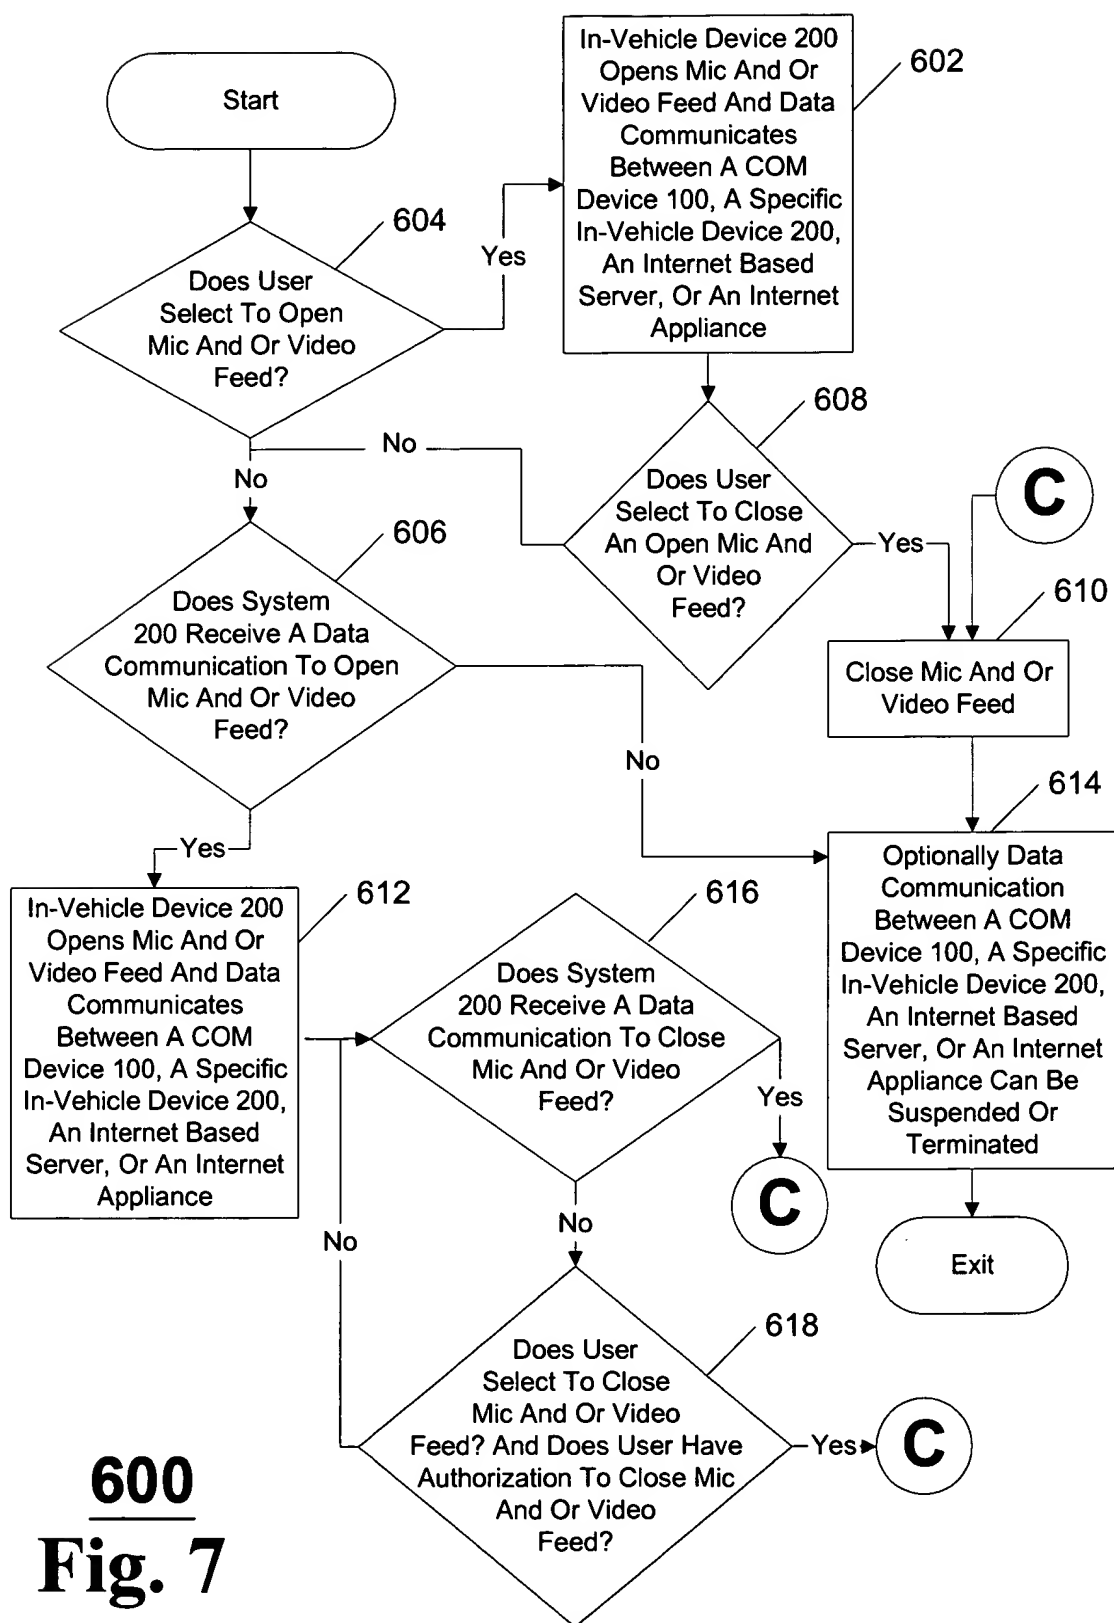 Start
In-Vehicle Device 200
Opens Mic And Or
Video Feed And Data
Communicates
Between A COM
Device 100, A Specific
In-Vehicle Device 200,
An Internet Based
Server, Or An Internet
Appliance
602
604
Does User
Select To Open
Mic And Or Video
Feed?
Yes
608
Does User
Select To Close
An Open Mic And
Or Video
Feed?
No
No
Yes
C
606
Does System
200 Receive A Data
Communication To Open
Mic And Or Video
Feed?
610
Close Mic And Or
Video Feed
No
Yes
614
Optionally Data
Communication
Between A COM
Device 100, A Specific
In-Vehicle Device 200,
An Internet Based
Server, Or An Internet
Appliance Can Be
Suspended Or
Terminated
612
In-Vehicle Device 200
Opens Mic And Or
Video Feed And Data
Communicates
Between A COM
Device 100, A Specific
In-Vehicle Device 200,
An Internet Based
Server, Or An Internet
Appliance
616
Does System
200 Receive A Data
Communication To Close
Mic And Or Video
Feed?
Yes
C
No
No
Exit
618
Does User
Select To Close
Mic And Or Video
Feed? And Does User Have
Authorization To Close Mic
And Or Video
Feed?
Yes
C
600
Fig. 7